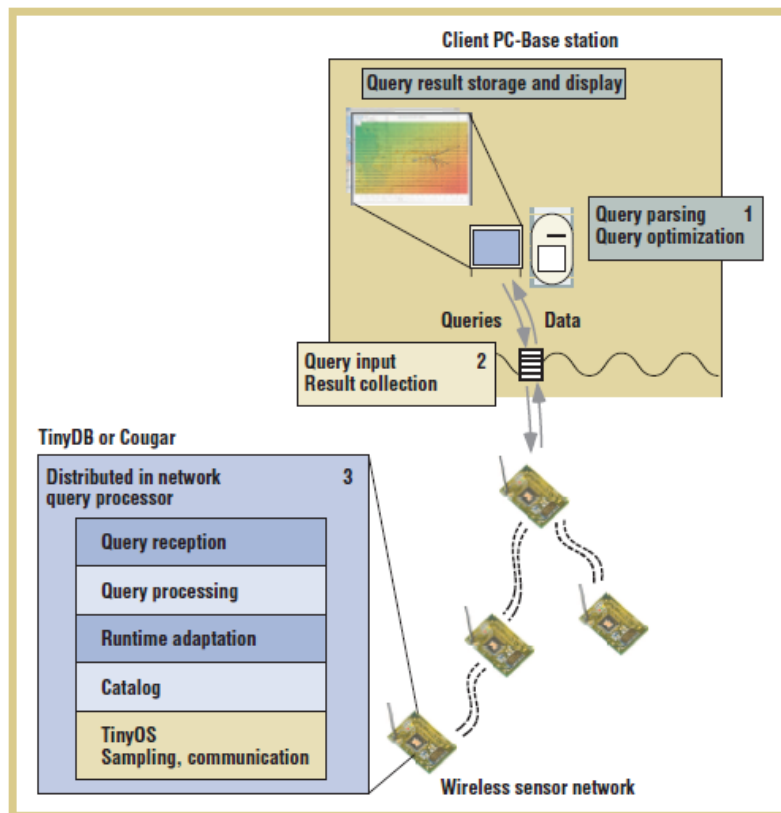 Client PC-Base station
Query result storage and display
Query parsing 1
Query optimization
Queries Data
Query input 2
Result collection
TinyDB or Cougar
Distributed in network 3
query processor
Query reception
Query processing
Runtime adaptation
Catalog
TinyOS
Sampling, communication
Wireless sensor network